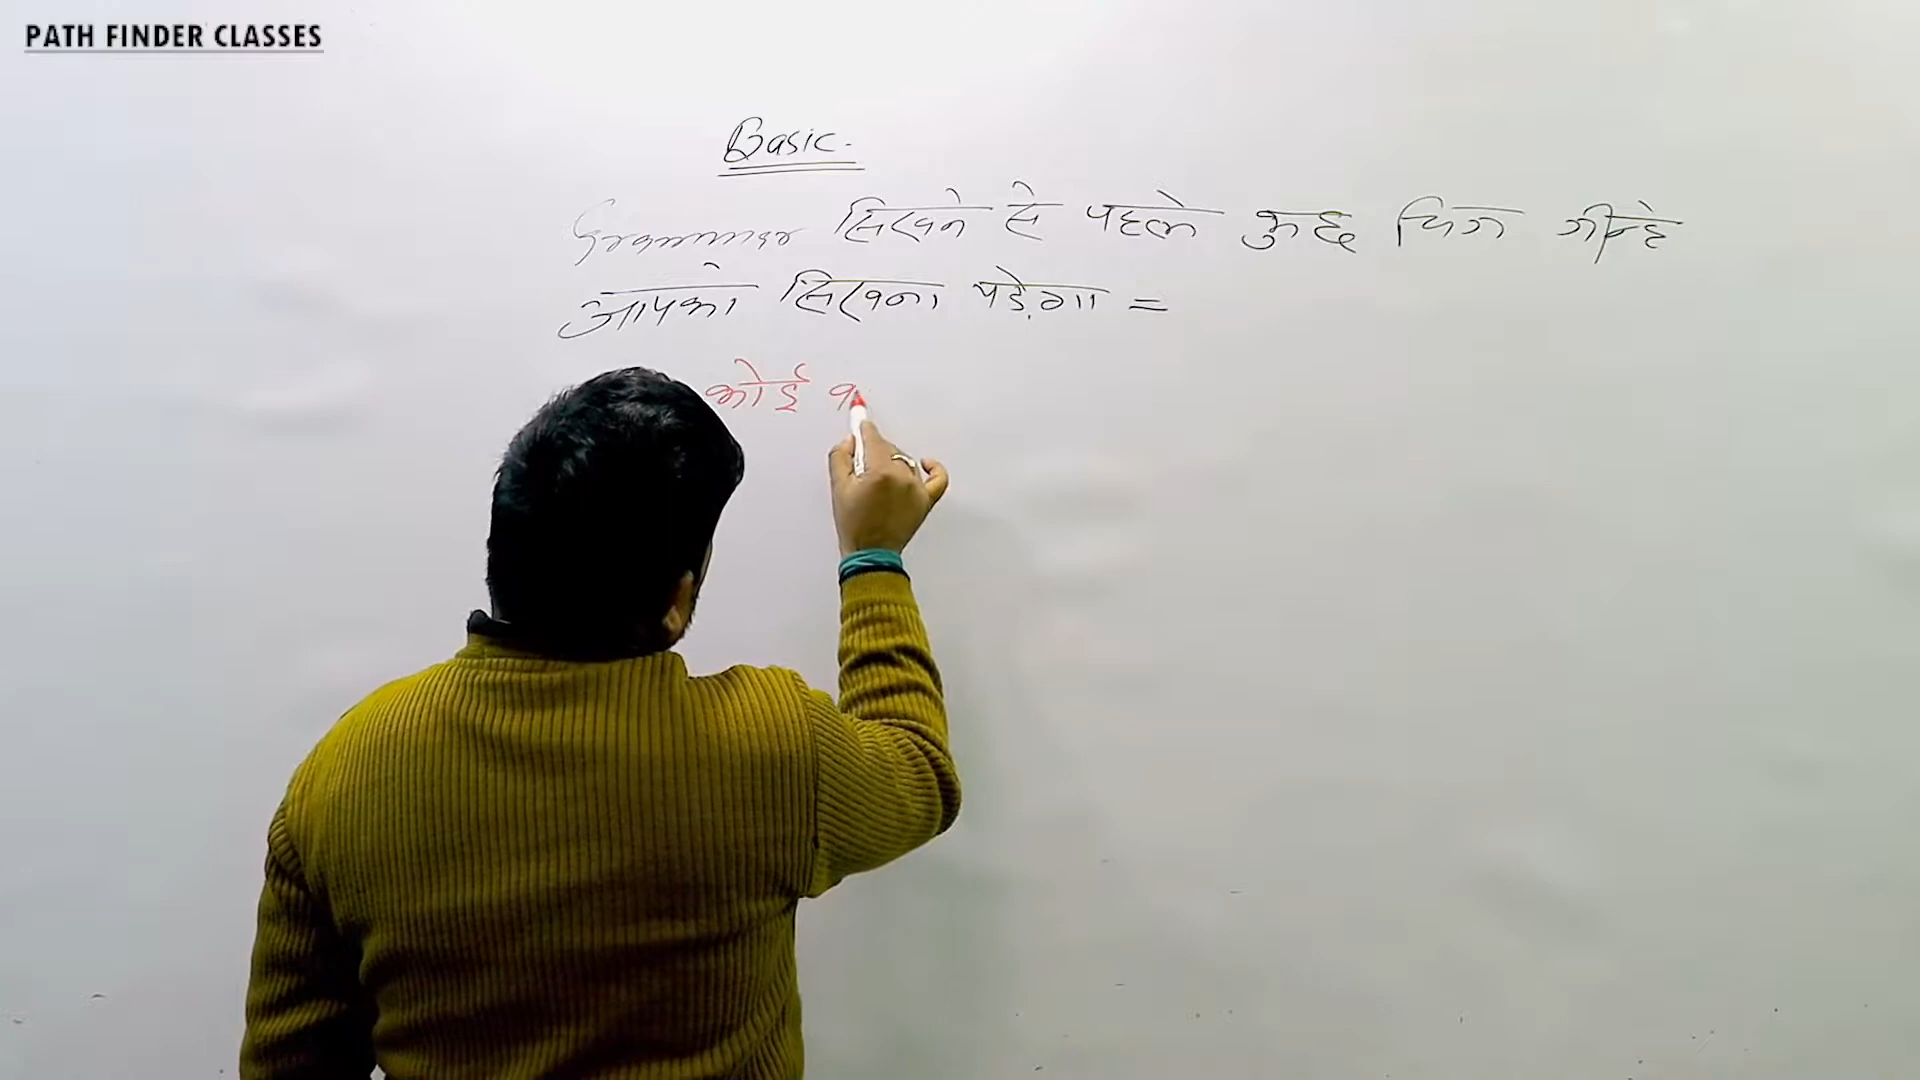 PATH FINDER CLASSES
Basic.
Grammar सिखने से पहले कुछ चिज जीन्हे
आपको सिखना पड़ेगा =
कोई